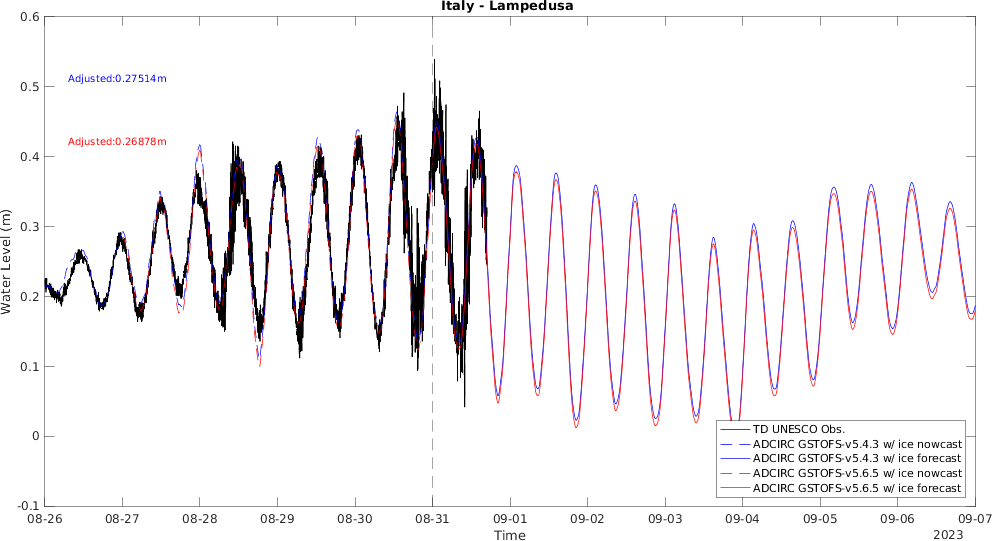 Italy - Lampedusa
0.6
0.5
0.4
0.3
0.2
0.1
0
-0.1
Water Level (m)
Adjusted:0.27514m
Adjusted:0.26878m
TD UNESCO Obs.
ADCIRC GSTOFS-v5.4.3 w/ ice nowcast
ADCIRC GSTOFS-v5.4.3 w/ ice forecast
ADCIRC GSTOFS-v5.6.5 w/ ice nowcast
ADCIRC GSTOFS-v5.6.5 w/ ice forecast
08-26 08-27 08-28 08-29 08-30 08-31 09-01 09-02 09-03 09-04 09-05 09-06 09-07
Time
2023